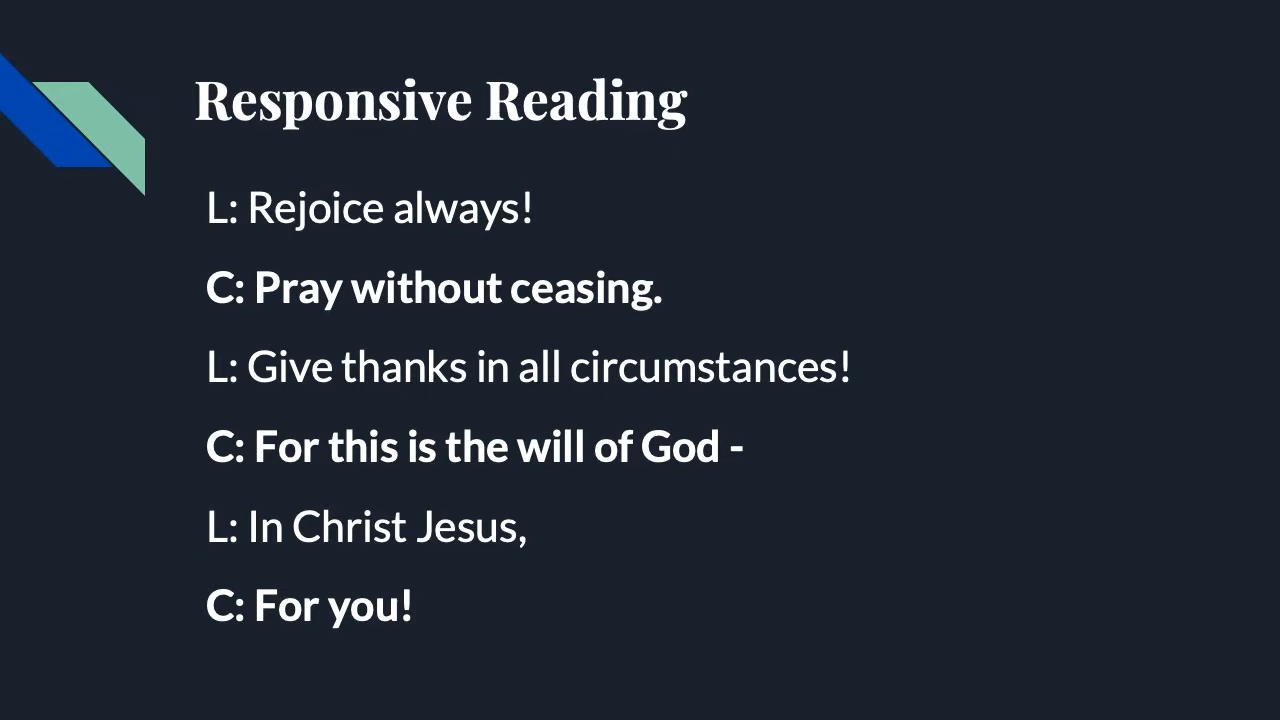 Responsive Reading
L: Rejoice always!
C: Pray without ceasing.
L: Give thanks in all circumstances!
C: For this is the will of God -
L: In Christ Jesus,
C: For you!